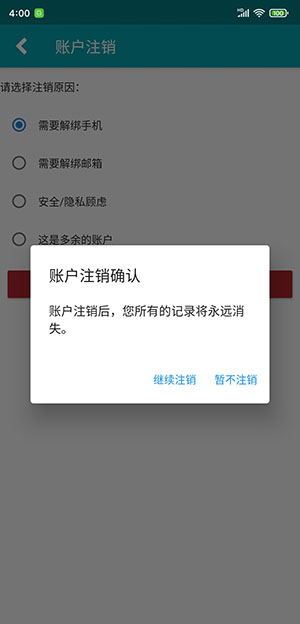 4:00
HD
100
账户注销
请选择注销原因:
需要解绑手机
需要解绑邮箱
安全/隐私顾虑
这是多余的账户
账户注销确认
账户注销后，您所有的记录将永远消
失。
继续注销
暂不注销